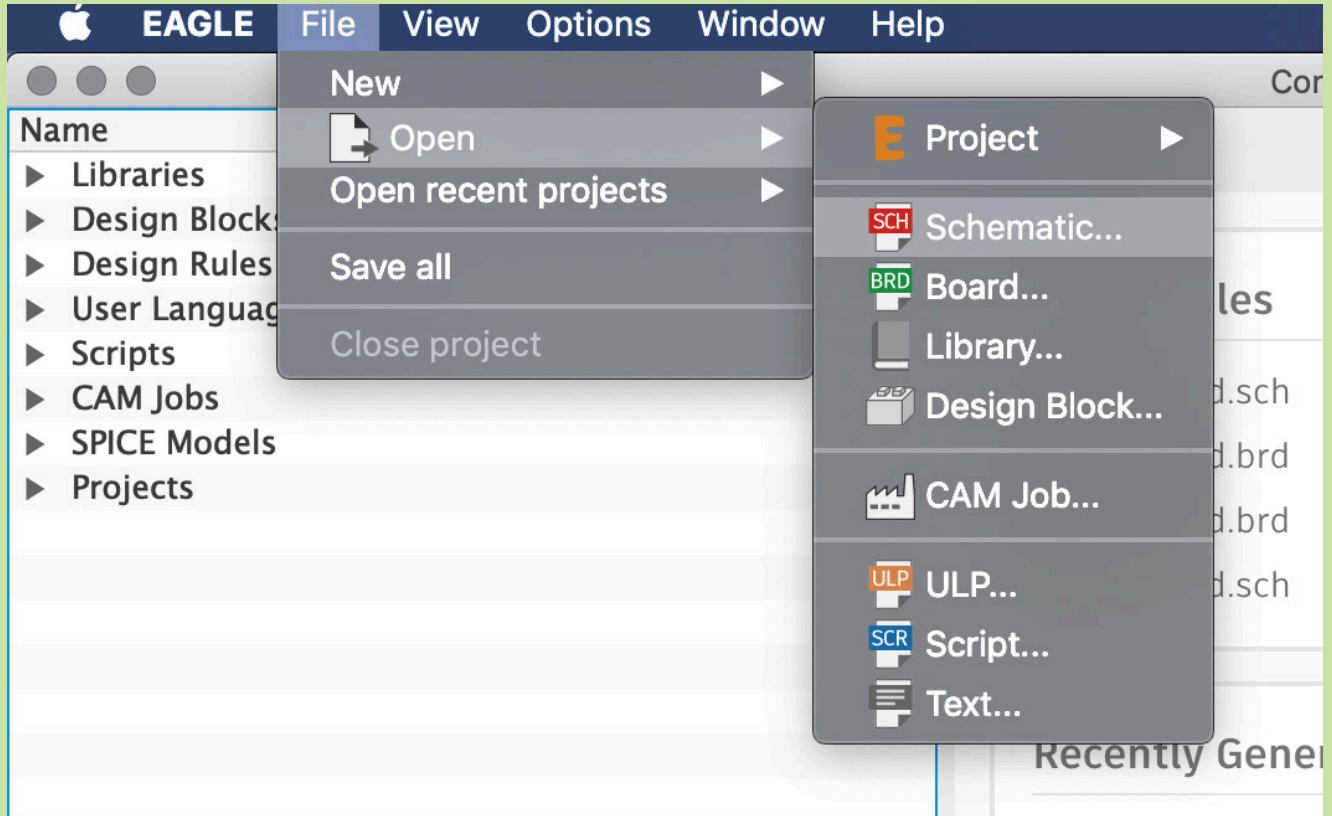 EAGLE File View Options Window Help
Con
Name
Libraries
Design Blocks
Design Rules
User Languag
Scripts
CAM Jobs
SPICE Models
Projects
New
Open
Open recent projects
Save all
Close project
Project
SCH Schematic...
BRD Board...
Library...
Design Block...
CAM Job...
ULP ULP...
SCR Script...
Text...
les
d.sch
d.brd
d.brd
d.sch
Recently Gener